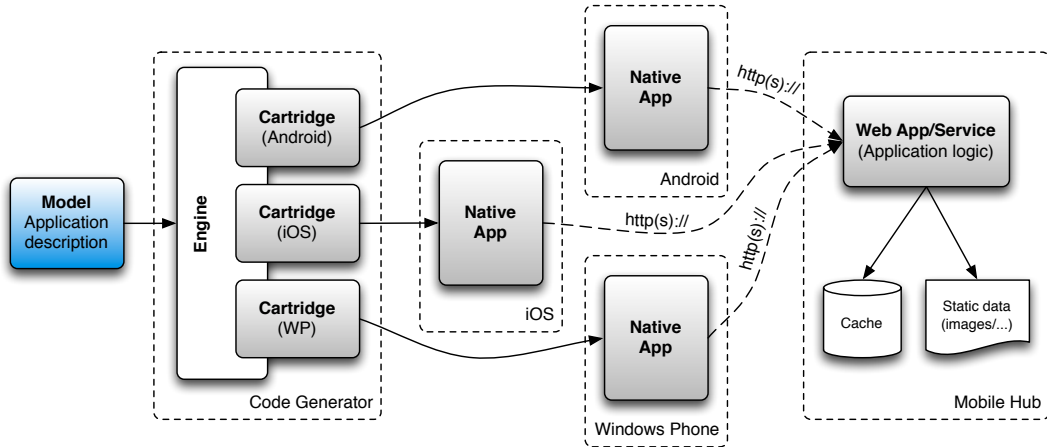 Model
Application
description
Engine
Cartridge
(Android)
Cartridge
(iOS)
Cartridge
(WP)
Code Generator
Native
App
iOS
Native
App
Android
Native
App
Windows Phone
http(s)://
http(s)://
http(s)://
Web App/Service
(Application logic)
Cache
Static data
(images/...)
Mobile Hub